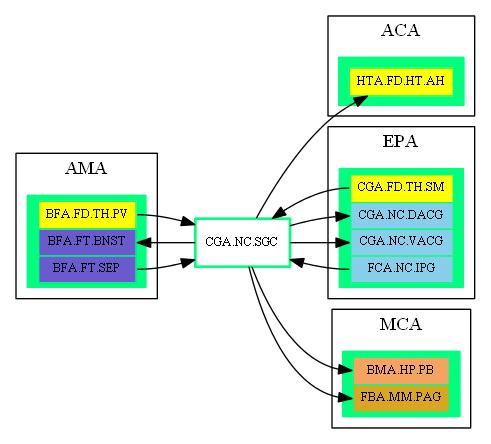 ACA
HTA.FD.HT.AH
EPA
CGA.FD.TH.SM
CGA.NC.DACG
CGA.NC.VACG
FCA.NC.IPG
AMA
BFA.FD.TH.PV
BFA.FT.BNST
BFA.FT.SEP
CGA.NC.SGC
MCA
BMA.HP.PB
FBA.MM.PAG